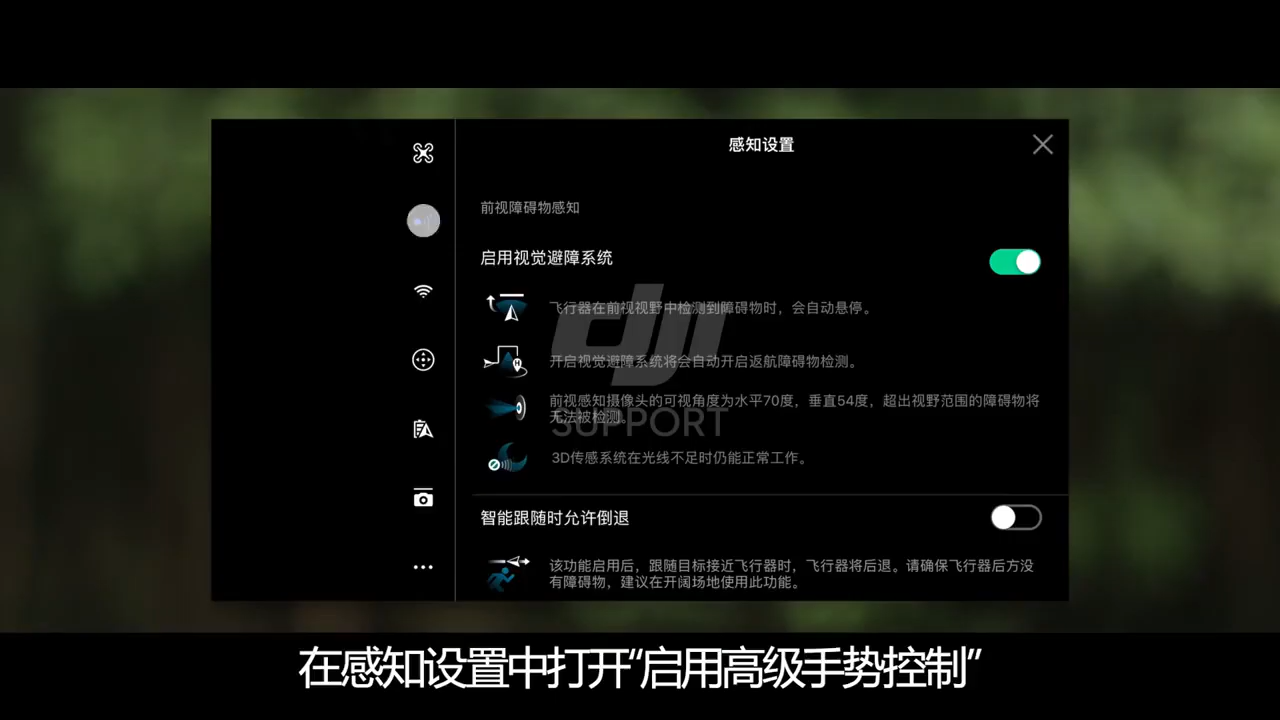 感知设置
前视障碍物感知
启用视觉避障系统
飞行器在前视视野中检测到障碍物时，会自动悬停。
开启视觉避障系统将会自动开启返航障碍物检测。
前视感知摄像头的可视角度为水平70度，垂直54度，超出视野范围的障碍物将
无法被检测。
3D传感系统在光线不足时仍能正常工作。
智能跟随时允许倒退
该功能启用后，跟随目标接近飞行器时，飞行器将后退。请确保飞行器后方没
有障碍物，建议在开阔场地使用此功能。
dji
SUPPORT
在感知设置中打开“启用高级手势控制”